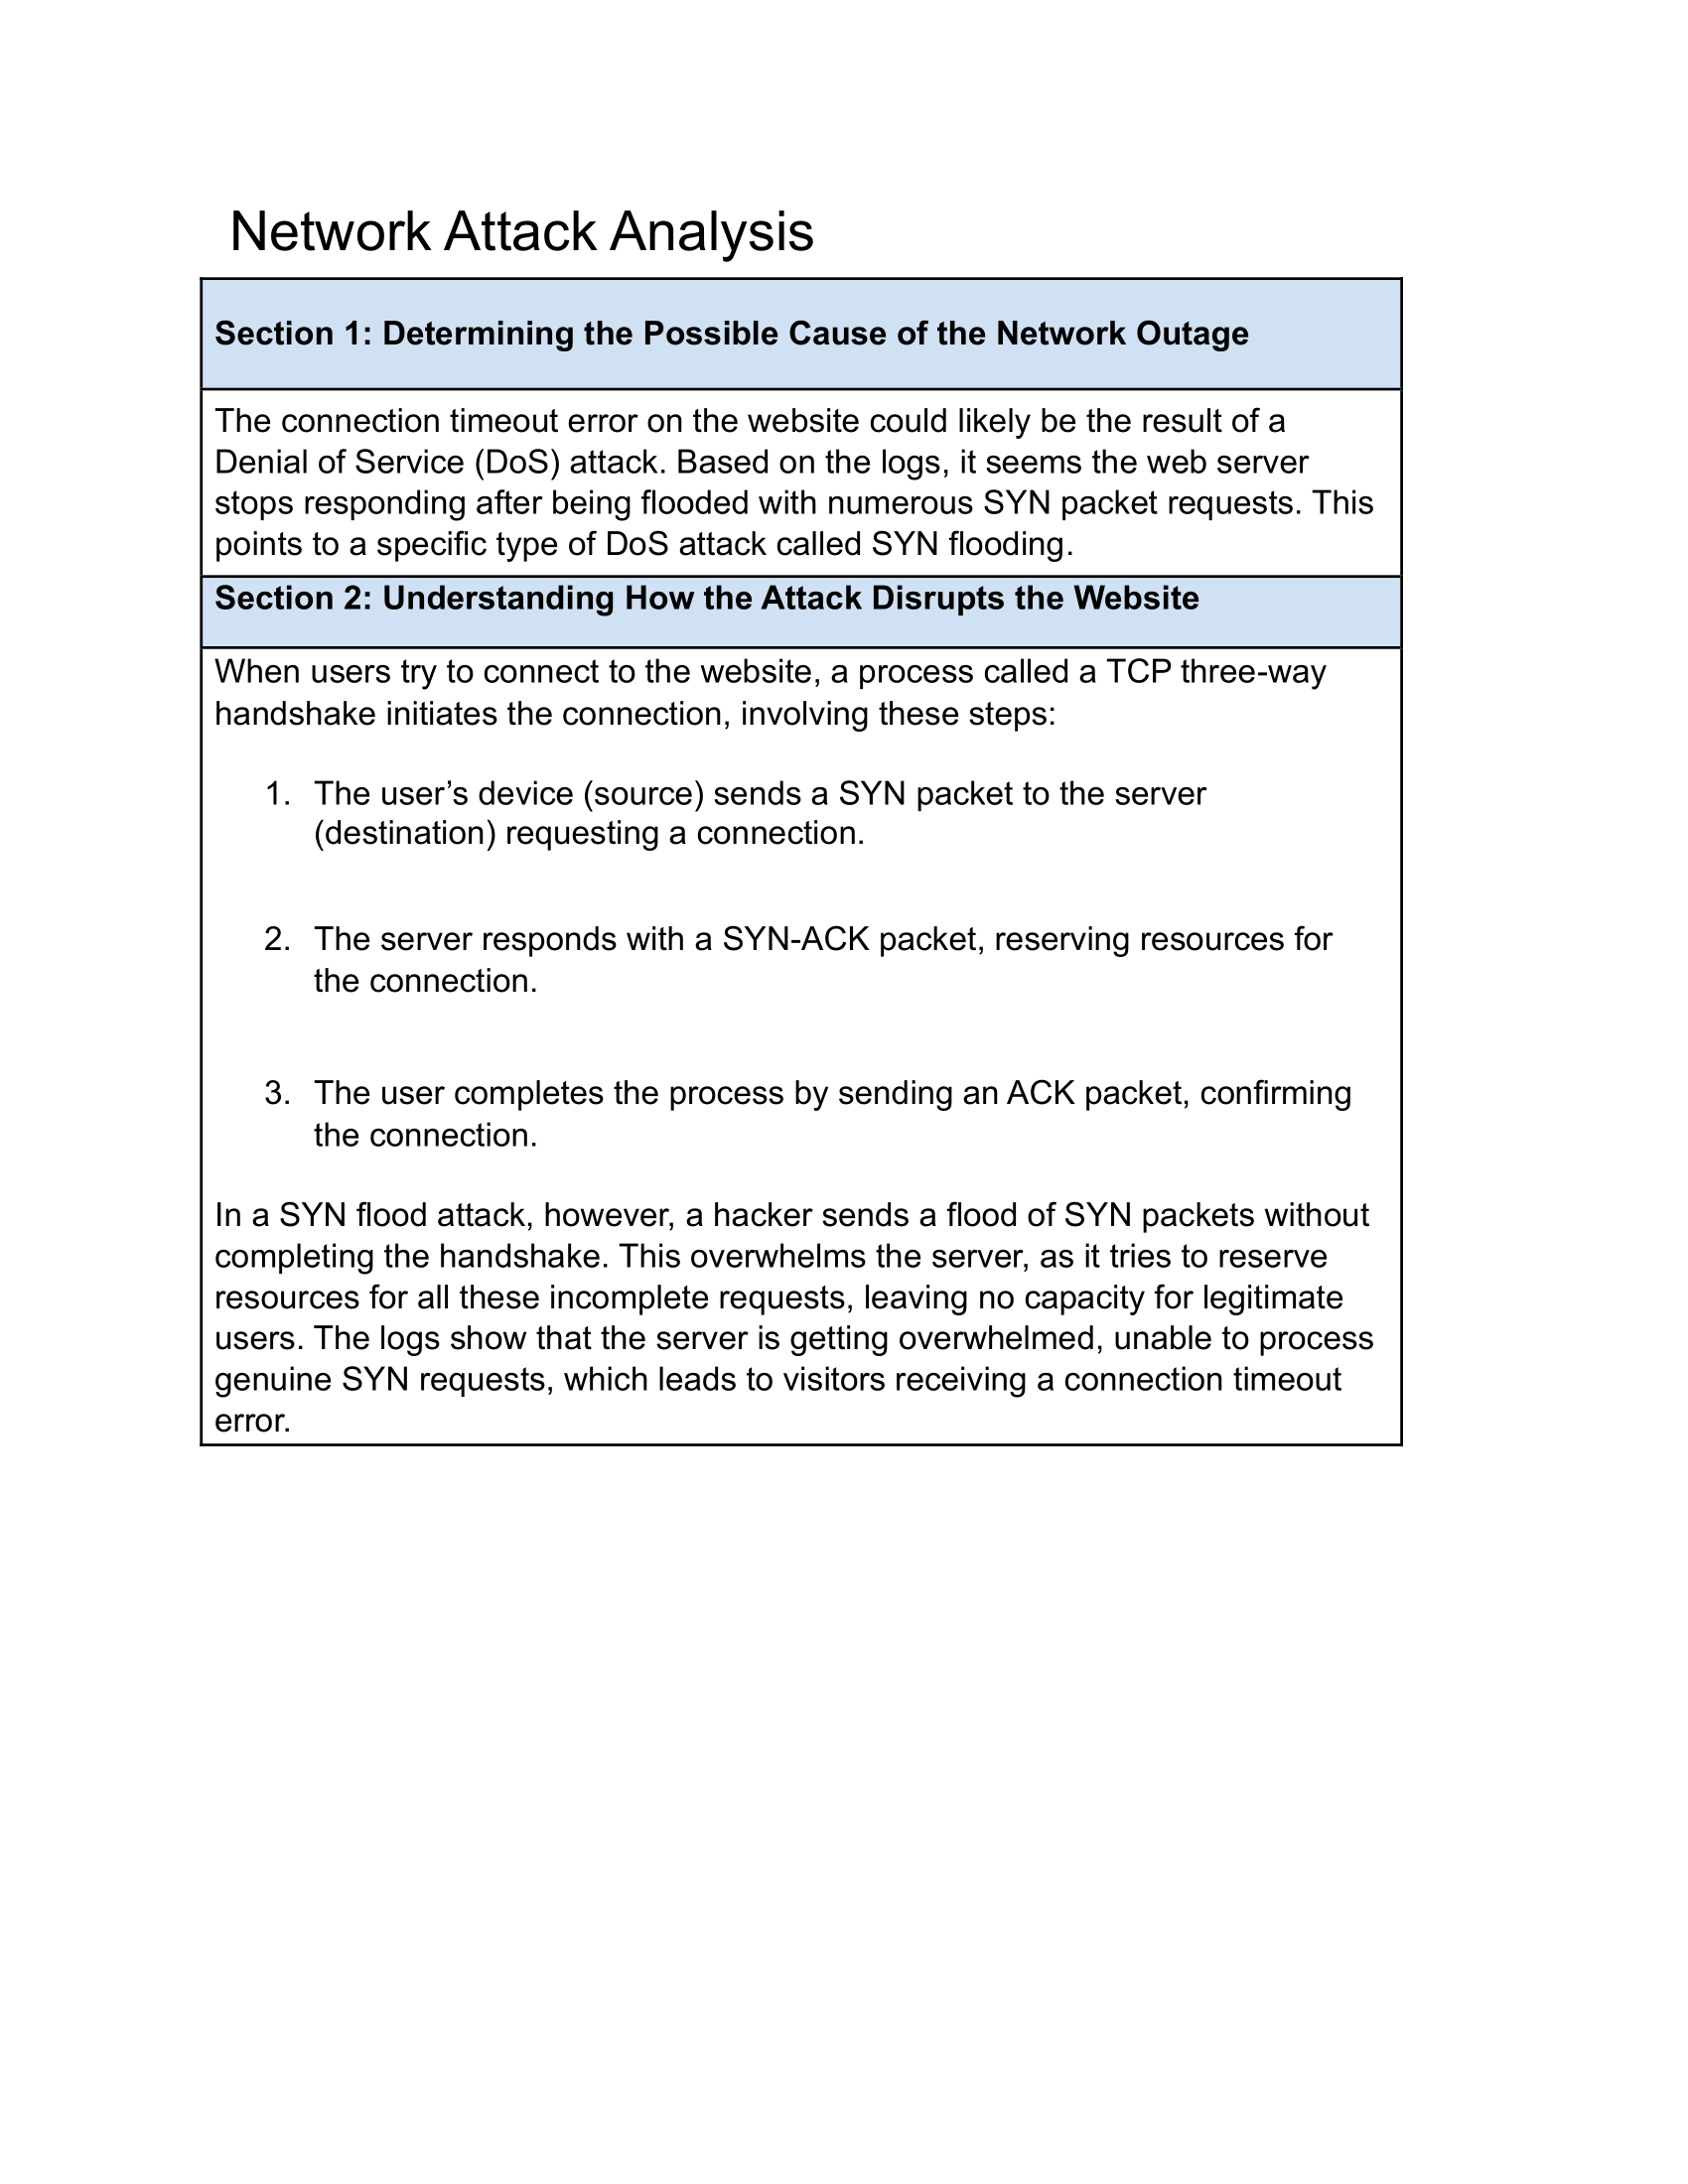 Network Attack Analysis
Section 1: Determining the Possible Cause of the Network Outage
The connection timeout error on the website could likely be the result of a
Denial of Service (DoS) attack. Based on the logs, it seems the web server
stops responding after being flooded with numerous SYN packet requests. This
points to a specific type of DoS attack called SYN flooding.
Section 2: Understanding How the Attack Disrupts the Website
When users try to connect to the website, a process called a TCP three-way
handshake initiates the connection, involving these steps:
1. The user’s device (source) sends a SYN packet to the server
(destination) requesting a connection.
2. The server responds with a SYN-ACK packet, reserving resources for
the connection.
3. The user completes the process by sending an ACK packet, confirming
the connection.
In a SYN flood attack, however, a hacker sends a flood of SYN packets without
completing the handshake. This overwhelms the server, as it tries to reserve
resources for all these incomplete requests, leaving no capacity for legitimate
users. The logs show that the server is getting overwhelmed, unable to process
genuine SYN requests, which leads to visitors receiving a connection timeout
error.